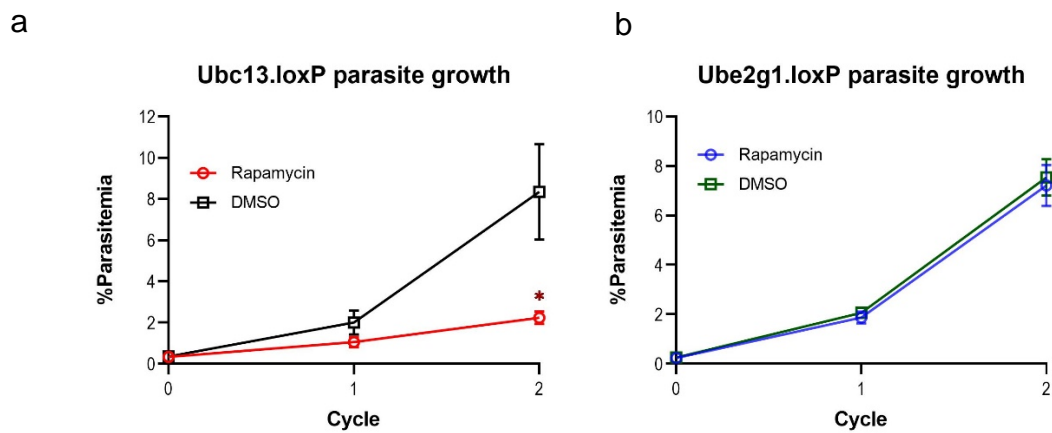 a
Ubc13.loxP parasite growth
12
10
8
6
4
2
0
%Parasitemia
Rapamycin
DMSO
*
0 1 2
Cycle
b
Ube2g1.loxP parasite growth
10
8
6
4
2
0
%Parasitemia
Rapamycin
DMSO
0 1 2
Cycle